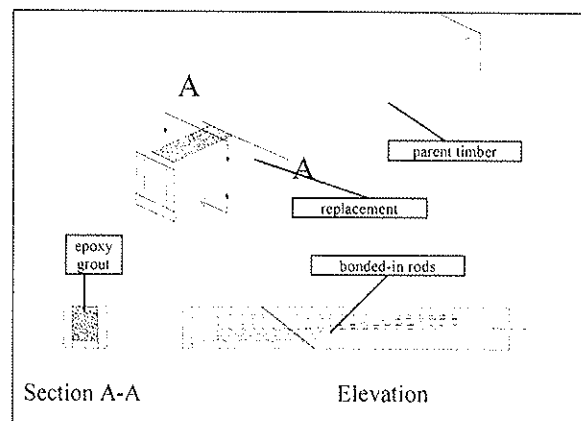 A
parent timber
A
replacement
epoxy
grout
bonded-in rods
Section A-A
Elevation